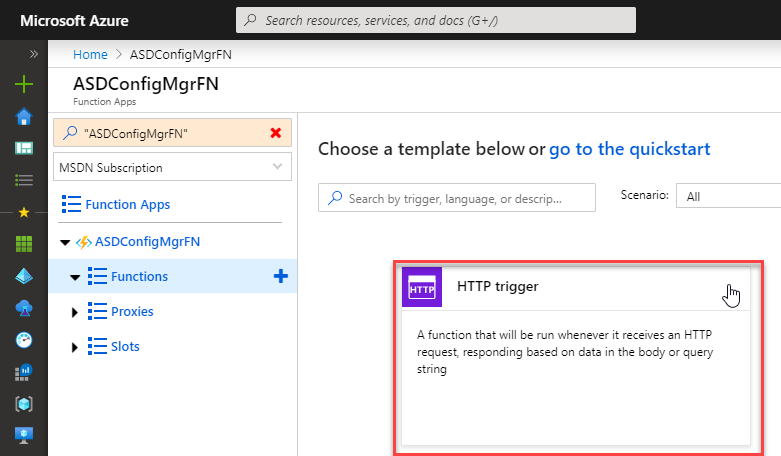 Microsoft Azure
Search resources, services, and docs (G+/)
Home > ASDConfigMgrFN
ASDConfigMgrFN
Function Apps
"ASDConfigMgrFN"
MSDN Subscription
Function Apps
ASDConfigMgrFN
Functions
Proxies
Slots
Choose a template below or go to the quickstart
Search by trigger, language, or descrip...
Scenario:
All
HTTP
HTTP trigger
A function that will be run whenever it receives an HTTP
request, responding based on data in the body or query
string